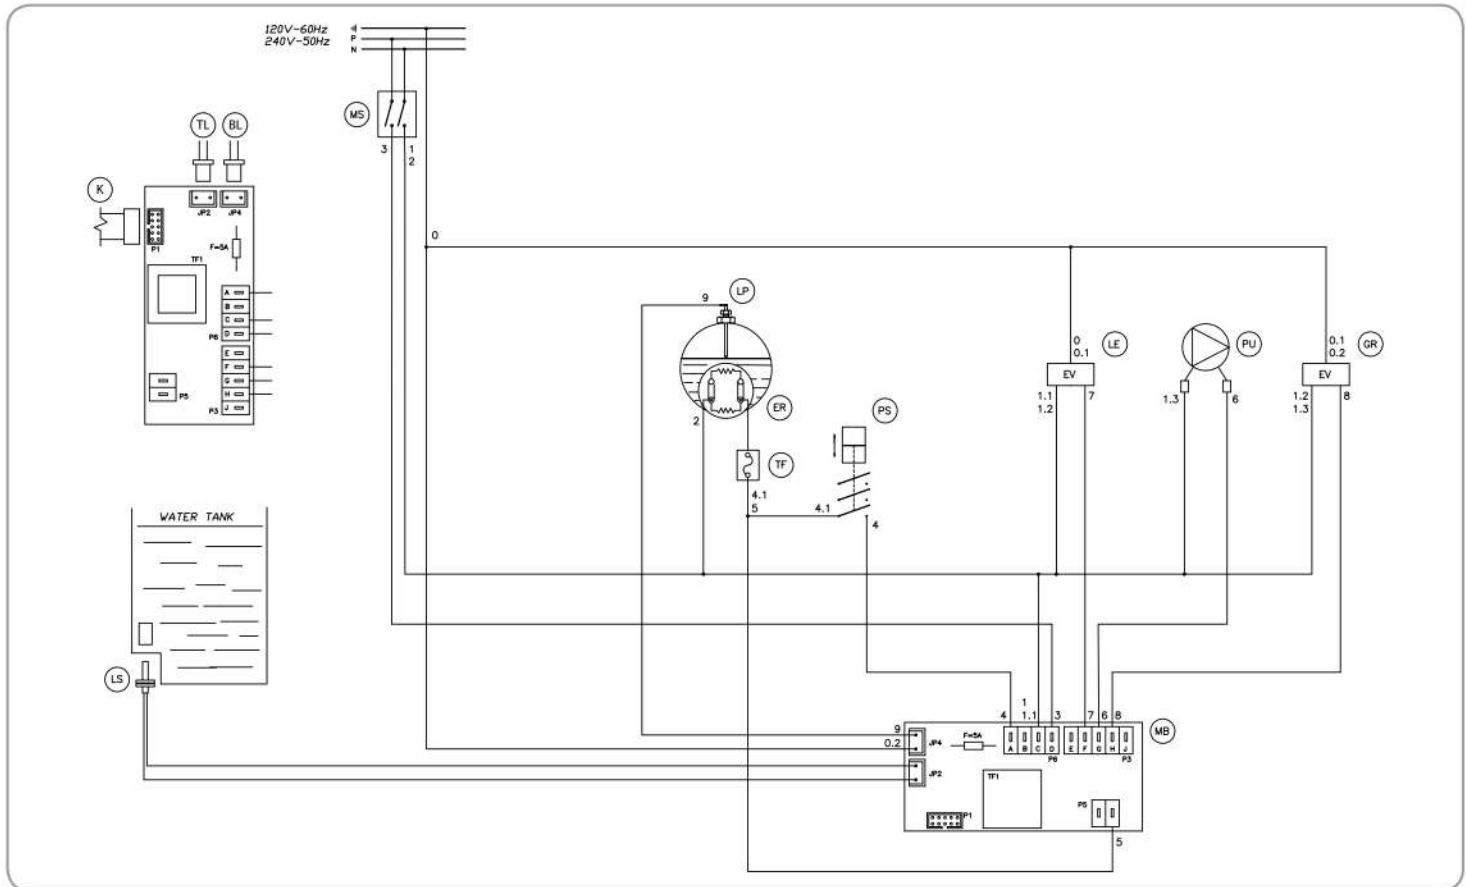 120V-60Hz
240V-50Hz
P
N
MS
3
1
2
TL
BL
K
JP2
JP4
P1
F=5A
TF1
A
B
C
D
P6
E
F
G
H
J
P3
P5
0
9
LP
ER
2
TF
4.1
5
4.1
PS
4
0
0.1
LE
EV
1.1
1.2
7
PU
1.3
6
0.1
0.2
GR
EV
1.2
1.3
8
WATER TANK
LS
9
0.2
JP4
JP2
F=5A
4
1
1.1
3
7
6
8
A
B
C
D
E
F
G
H
J
P6
P3
MB
TF1
P1
P5
5